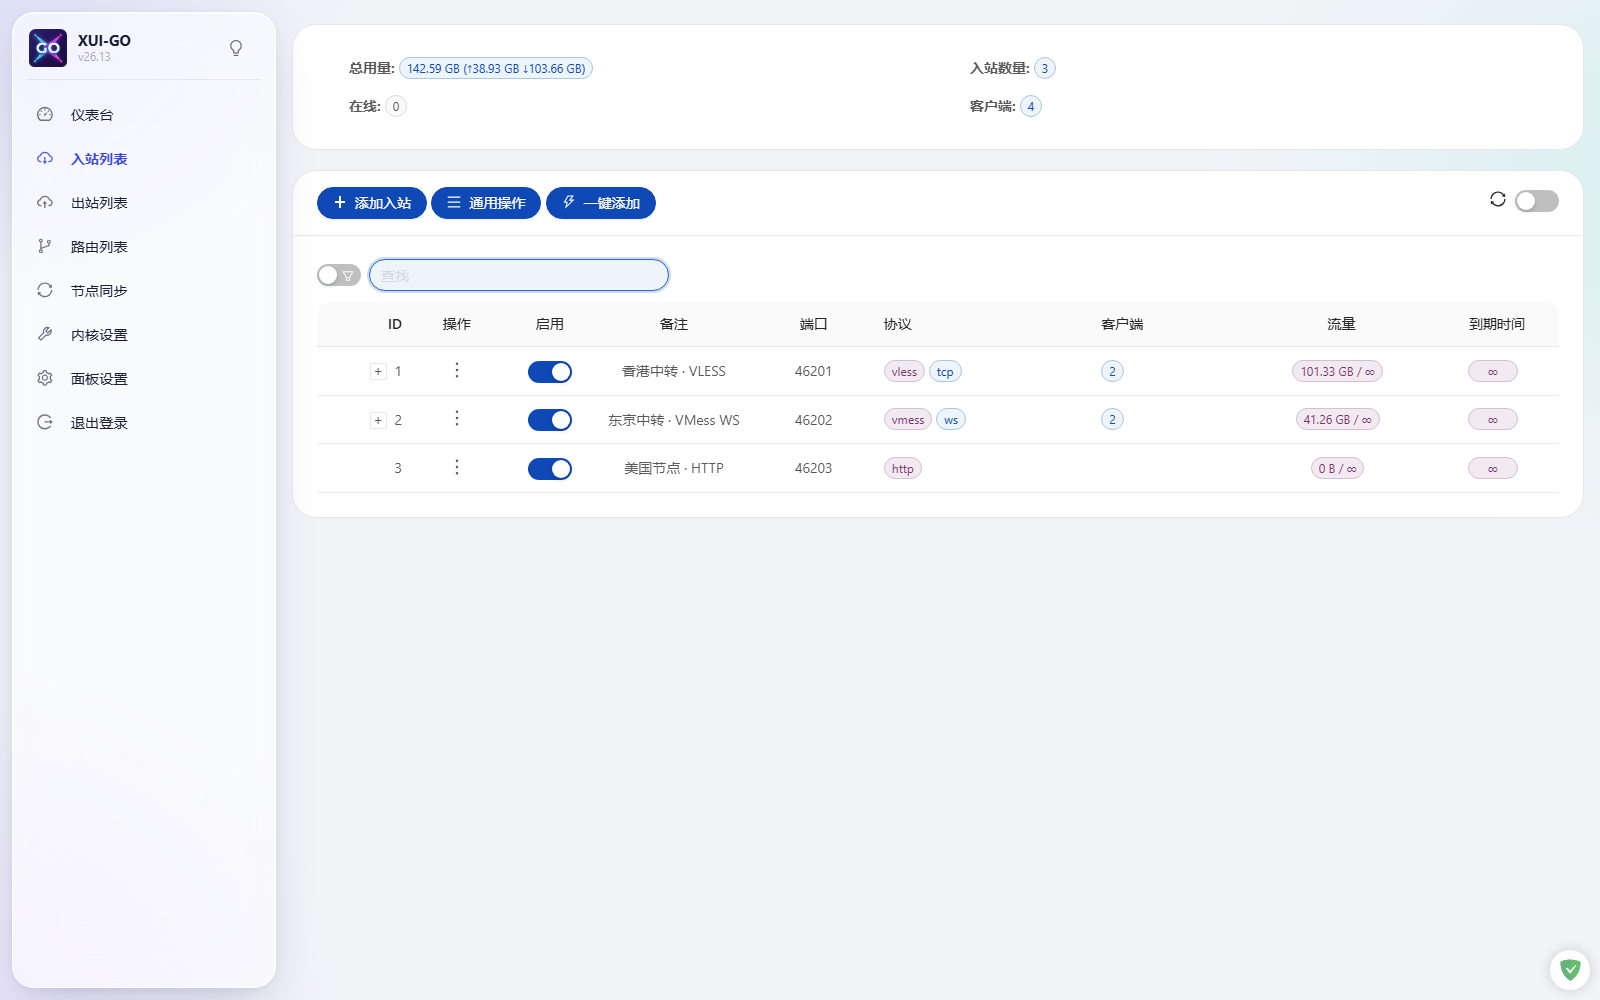 GO
XUI-GO
v26.13
仪表台
入站列表
出站列表
路由列表
节点同步
内核设置
面板设置
退出登录
总用量: 142.59 GB (↑38.93 GB ↓103.66 GB)
入站数量: 3
在线: 0
客户端: 4
添加入站 通用操作 一键添加
查找
ID 操作 启用 备注 端口 协议 客户端 流量 到期时间
1 香港中转 · VLESS 46201 vless tcp 2 101.33 GB / ∞ ∞
2 东京中转 · VMess WS 46202 vmess ws 2 41.26 GB / ∞ ∞
3 美国节点 · HTTP 46203 http 0 B / ∞ ∞